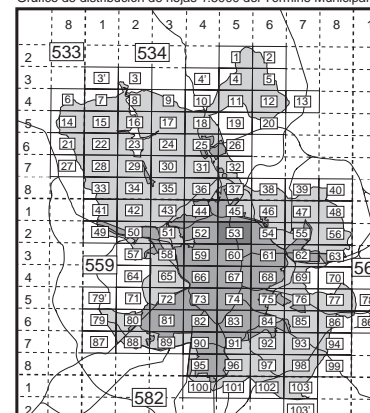 Gráfico de distribución de hojas 1:5000 del Término Municipal
8 1 2 3 4 5 6 7 8
533 534
2 1 2
3 3' 3 4' 4 5
4 6 7 8 9 10 11 12 13
5 14 15 16 17 18 19 20
6 21 22 23 24 25 26
7 27 28 29 30 31 32
8 33 34 35 36 37 38 39 40
1 41 42 43 44 45 46 47 48
2 49 50 51 52 53 54 55 56
3 57 58 59 60 61 62 63
559
4 64 65 66 67 68 69 70
5 79' 71 72 73 74 75 76 77
6 79 80 81 82 83 84 85 86
7 87 88 89 90 91 92 93 94
8 95 96 97 98 99
1 100 101 102 103
582
103'